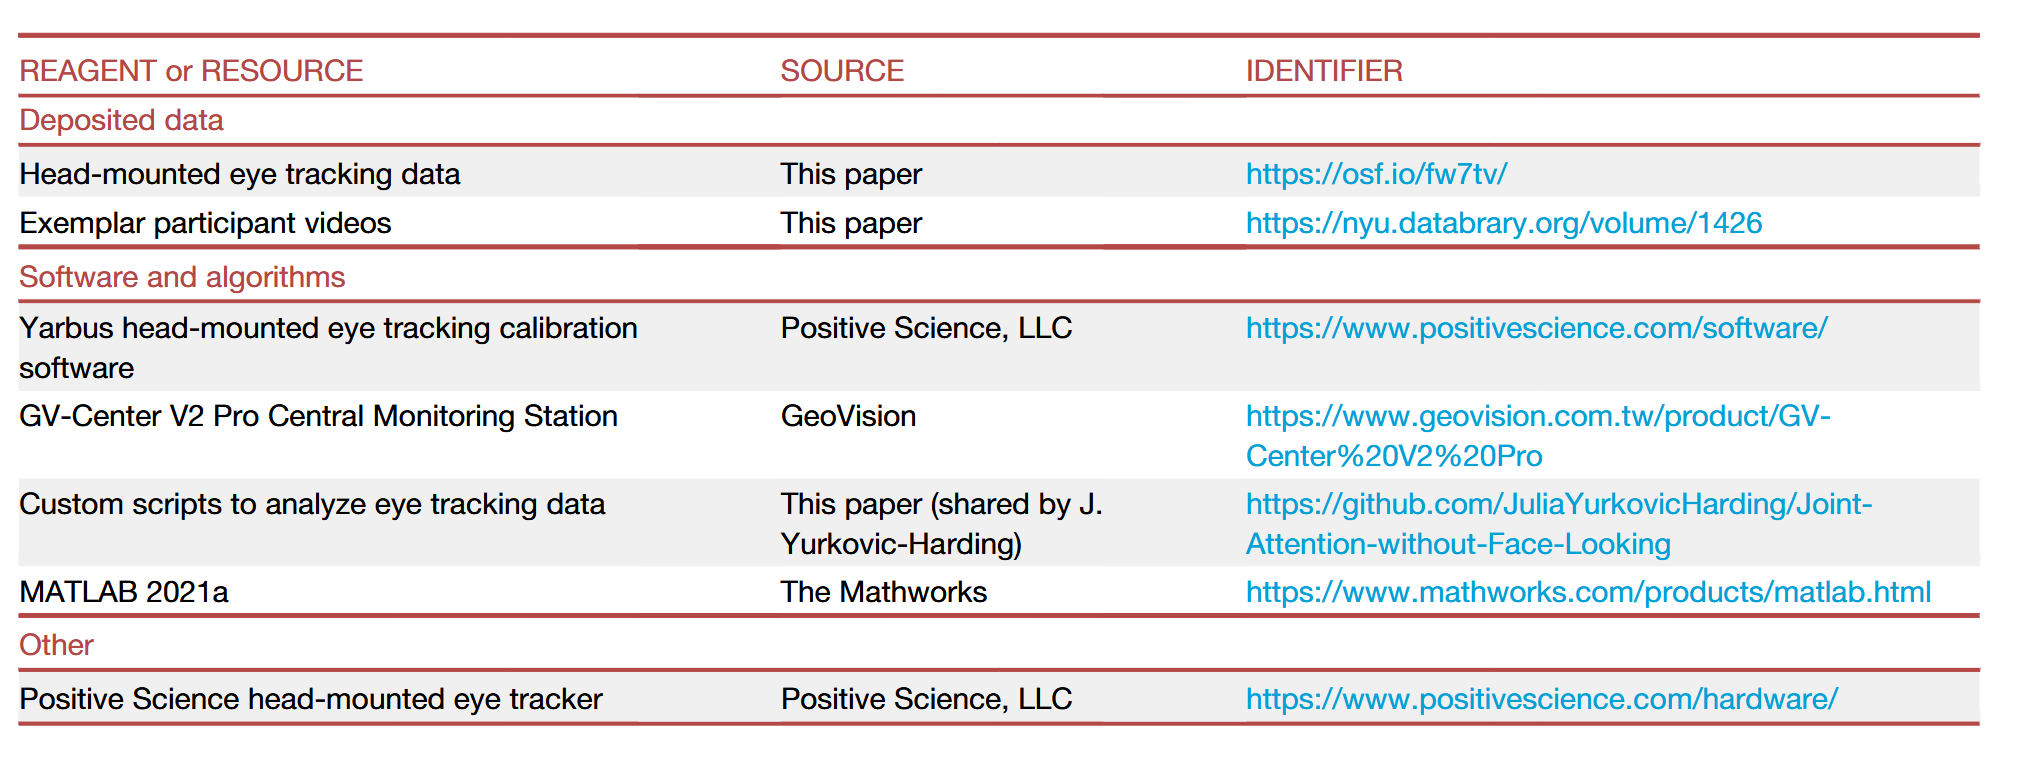 REAGENT or RESOURCE SOURCE IDENTIFIER
Deposited data
Head-mounted eye tracking data This paper https://osf.io/fw7tv/
Exemplar participant videos This paper https://nyu.databrary.org/volume/1426
Software and algorithms
Yarbus head-mounted eye tracking calibration Positive Science, LLC https://www.positivescience.com/software/
software
GV-Center V2 Pro Central Monitoring Station GeoVision https://www.geovision.com.tw/product/GV-
Center%20V2%20Pro
Custom scripts to analyze eye tracking data This paper (shared by J. https://github.com/JuliaYurkovicHarding/Joint-
Yurkovic-Harding) Attention-without-Face-Looking
MATLAB 2021a The Mathworks https://www.mathworks.com/products/matlab.html
Other
Positive Science head-mounted eye tracker Positive Science, LLC https://www.positivescience.com/hardware/